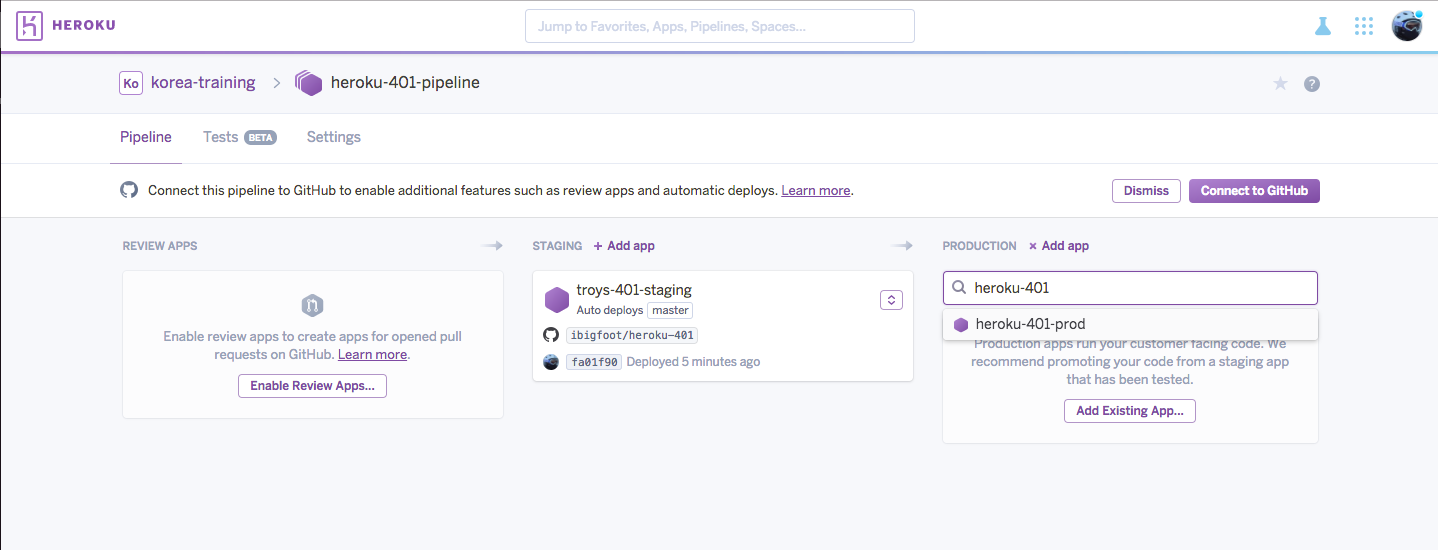 HEROKU
Jump to Favorites, Apps, Pipelines, Spaces...
Ko korea-training > heroku-401-pipeline
Pipeline
Tests BETA
Settings
Connect this pipeline to GitHub to enable additional features such as review apps and automatic deploys. Learn more.
Dismiss
Connect to GitHub
REVIEW APPS
Enable review apps to create apps for opened pull
requests on GitHub. Learn more.
Enable Review Apps...
STAGING + Add app
troys-401-staging
Auto deploys master
ibigfoot/heroku-401
fa01f90 Deployed 5 minutes ago
PRODUCTION × Add app
heroku-401
heroku-401-prod
Production apps run your customer facing code. We
recommend promoting your code from a staging app
that has been tested.
Add Existing App...